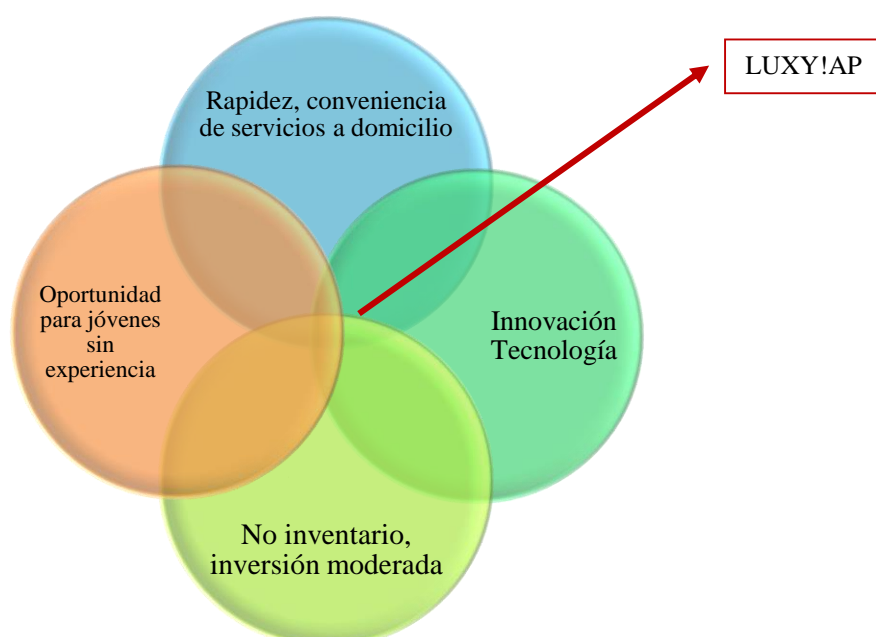 LUXY!AP
Rapidez, conveniencia
de servicios a domicilio
Oportunidad
para jóvenes
sin
experiencia
Innovación
Tecnología
No inventario,
inversión moderada